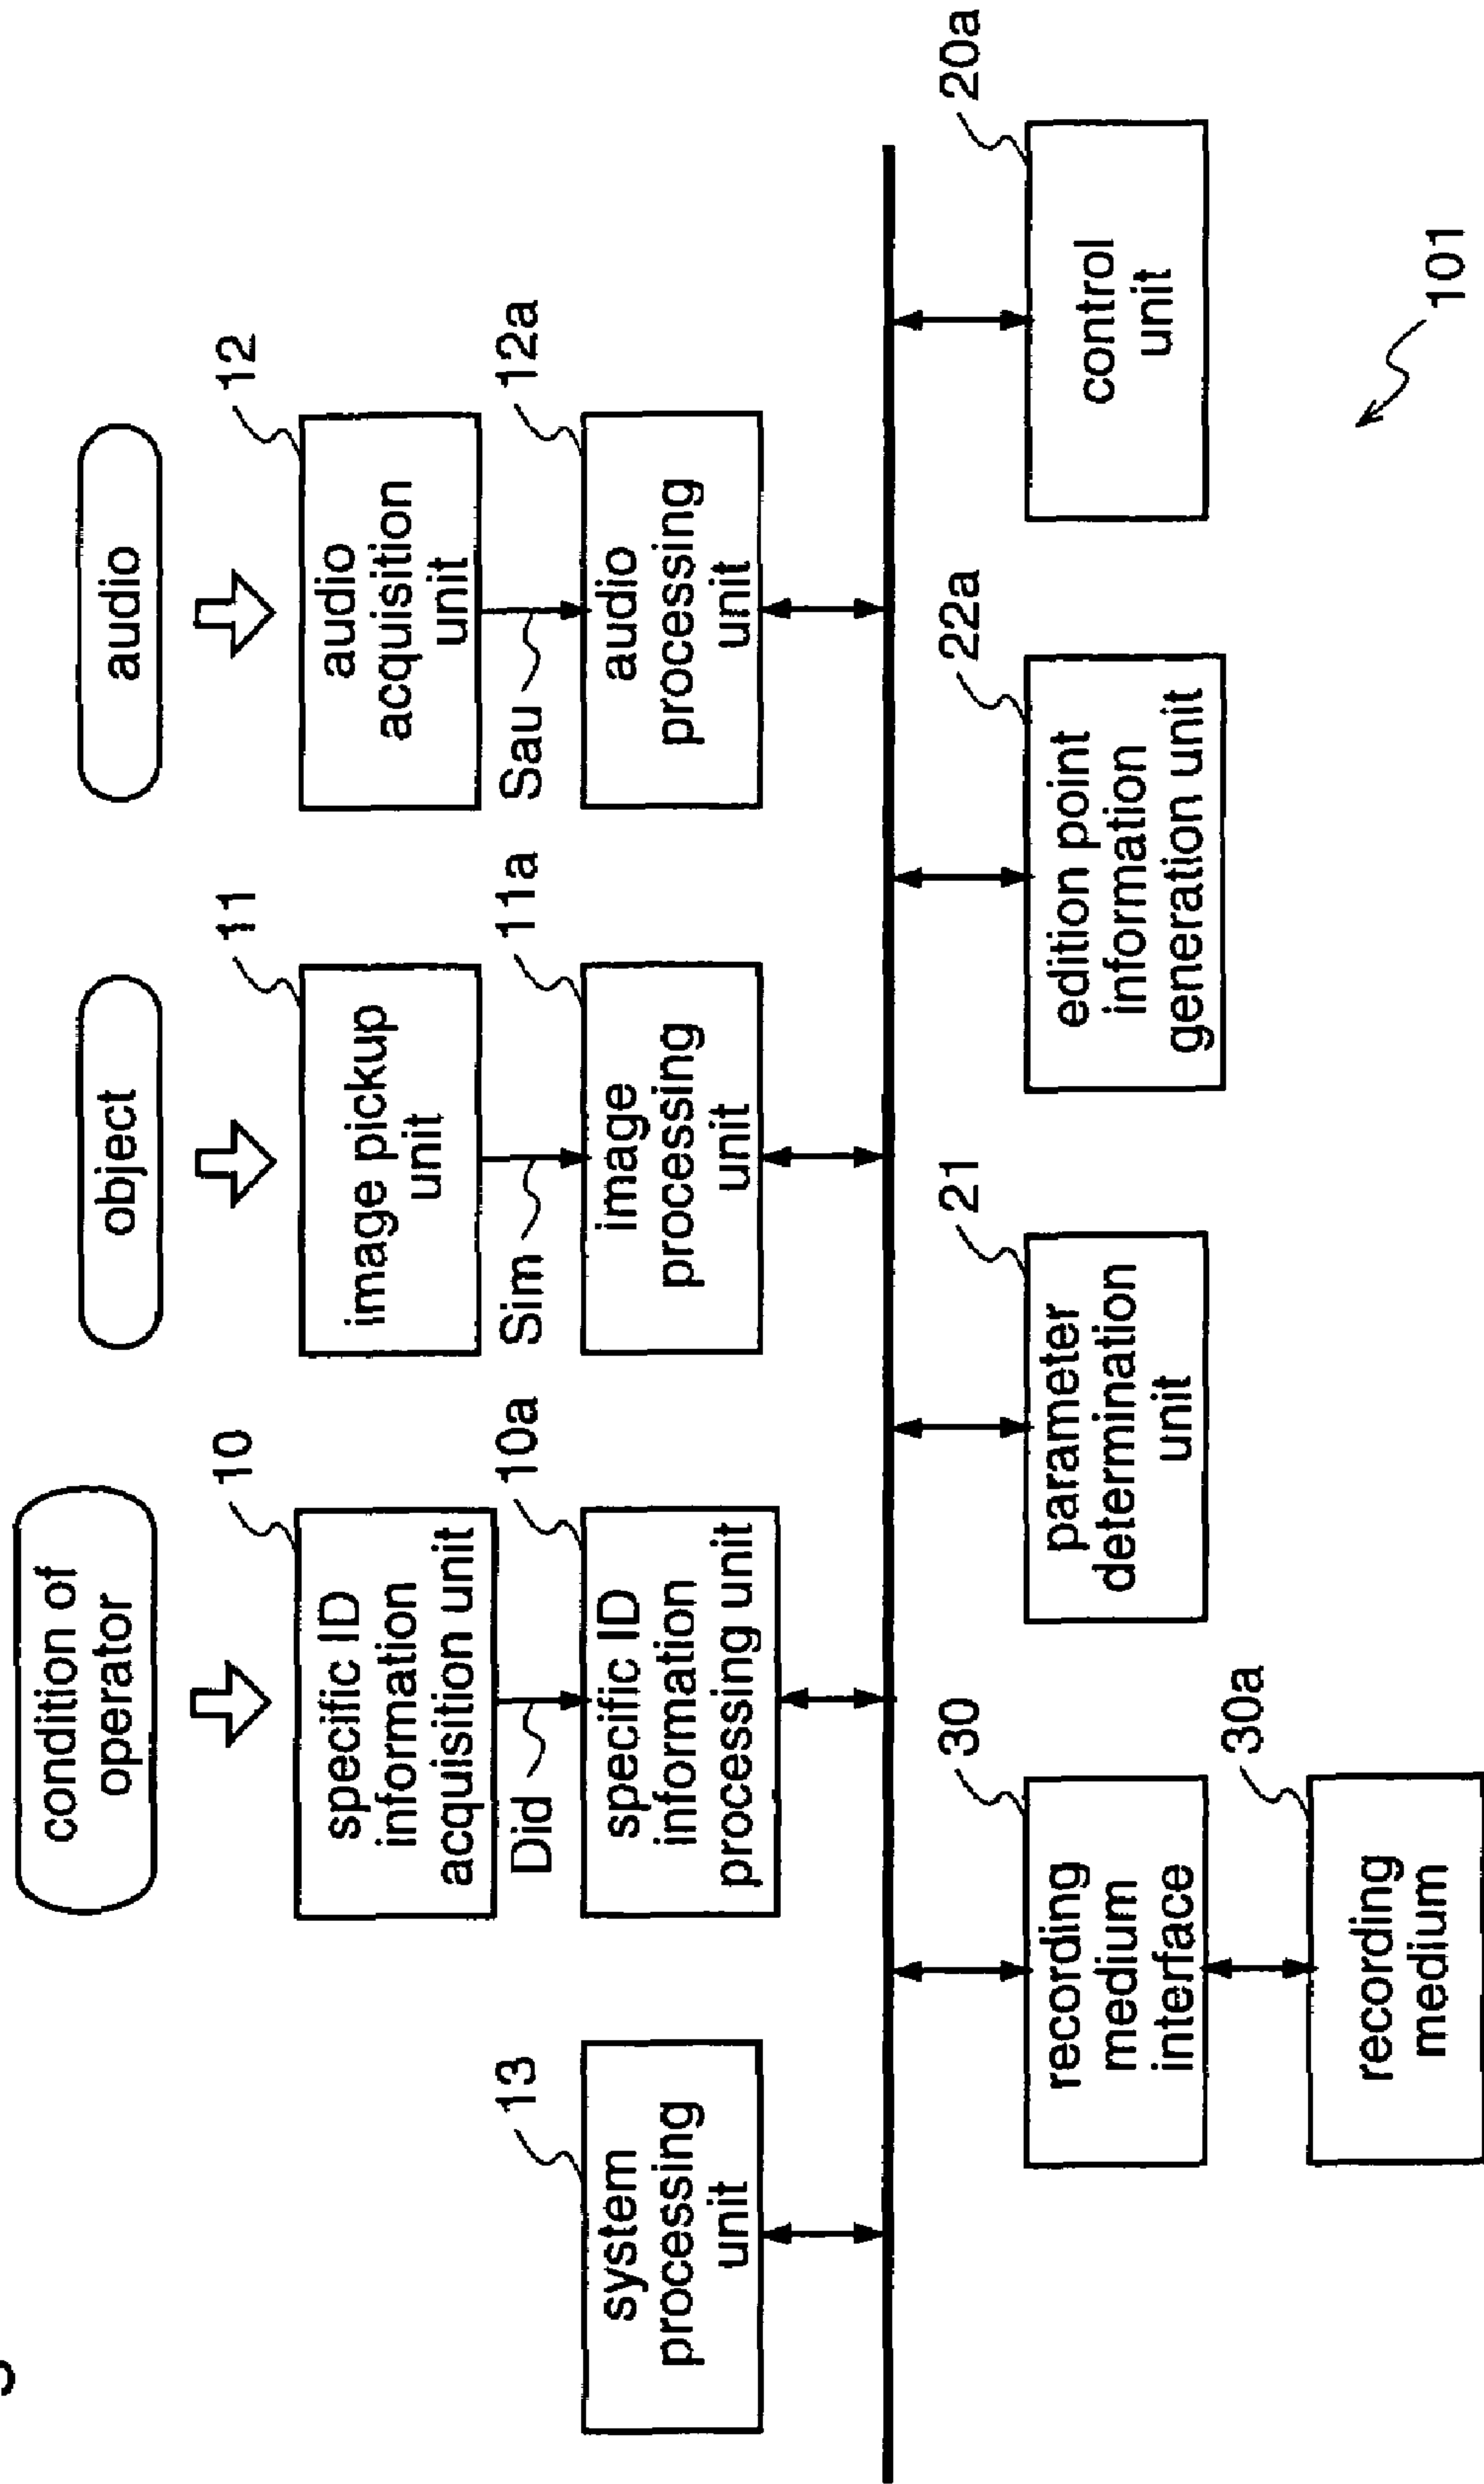 condition of
operator
object
audio
10
specific ID
information
acquisition unit
11
image pickup
unit
12
audio
acquisition
unit
Did
Sim
Sau
13
system
processing
unit
10a
specific ID
information
processing unit
11a
image
processing
unit
12a
audio
processing
unit
30
recording
medium
interface
21
parameter
determination
unit
22a
edition point
information
generation unit
20a
control
unit
30a
recording
medium
101